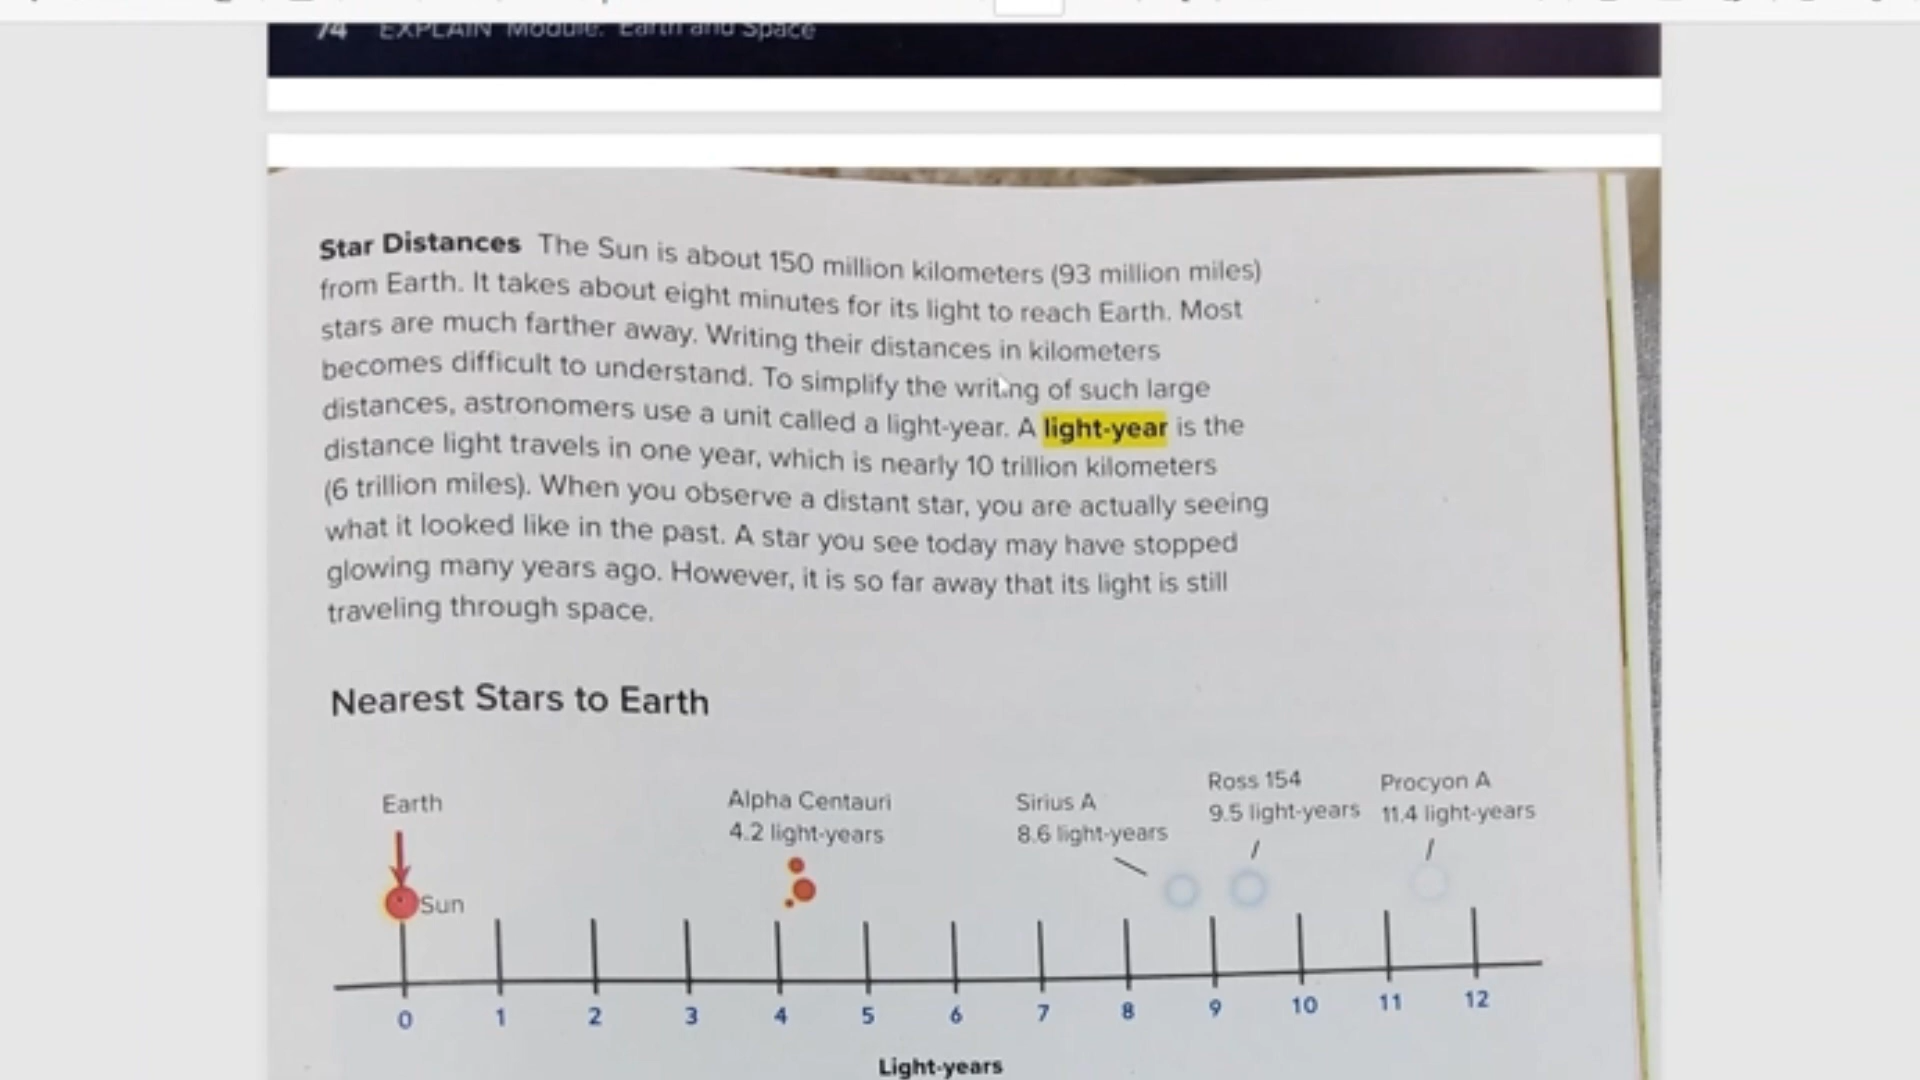 74 EXPLAIN Module: Earth and Space
Star Distances The Sun is about 150 million kilometers (93 million miles)
from Earth. It takes about eight minutes for its light to reach Earth. Most
stars are much farther away. Writing their distances in kilometers
becomes difficult to understand. To simplify the writing of such large
distances, astronomers use a unit called a light-year. A light-year is the
distance light travels in one year, which is nearly 10 trillion kilometers
(6 trillion miles). When you observe a distant star, you are actually seeing
what it looked like in the past. A star you see today may have stopped
glowing many years ago. However, it is so far away that its light is still
traveling through space.
Nearest Stars to Earth
Earth
Sun
Alpha Centauri
4.2 light-years
Sirius A
8.6 light-years
Ross 154
9.5 light-years
Procyon A
11.4 light-years
0 1 2 3 4 5 6 7 8 9 10 11 12
Light-years